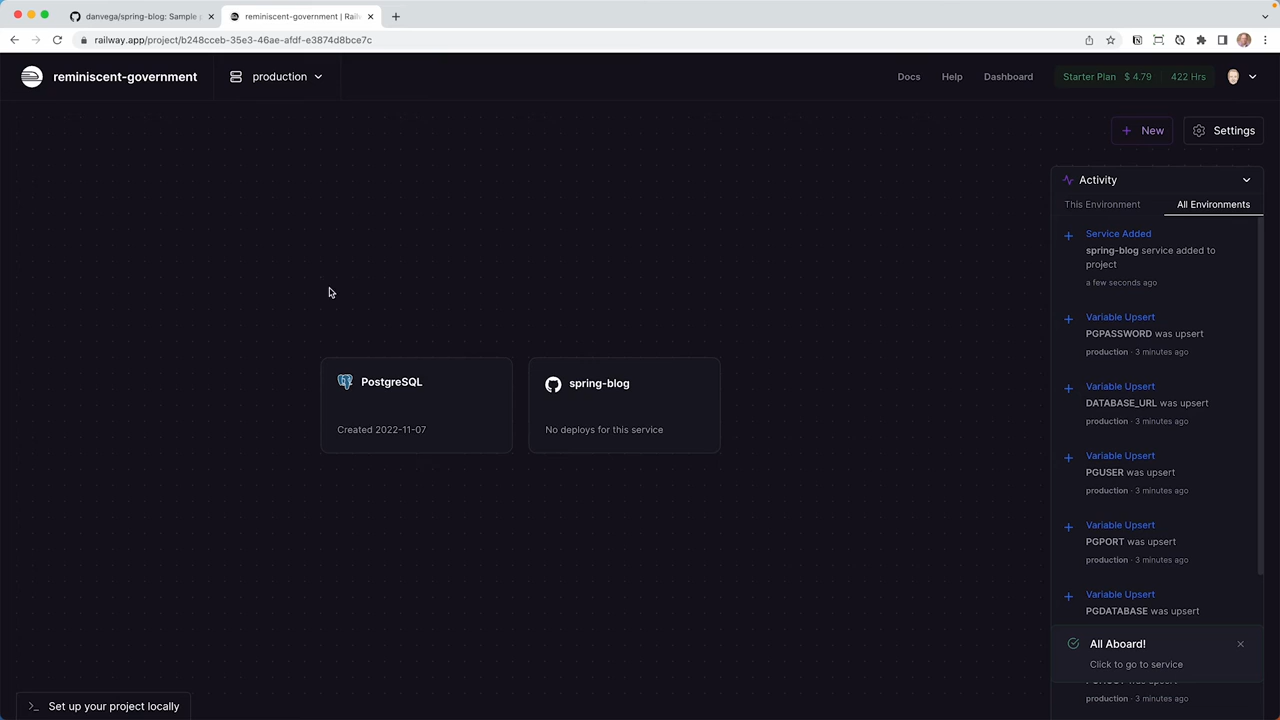 danvega/spring-blog: Sample
reminiscent-government | Rail
railway.app/project/b248cceb-35e3-46ae-afdf-e3874d8bce7c
reminiscent-government
production
Docs
Help
Dashboard
Starter Plan $ 4.79 422 Hrs
+ New
Settings
Activity
This Environment
All Environments
Service Added
spring-blog service added to
project
a few seconds ago
Variable Upsert
PGPASSWORD was upsert
production · 3 minutes ago
Variable Upsert
DATABASE_URL was upsert
production · 3 minutes ago
Variable Upsert
PGUSER was upsert
production · 3 minutes ago
Variable Upsert
PGPORT was upsert
production · 3 minutes ago
Variable Upsert
PGDATABASE was upsert
All Aboard!
Click to go to service
production · 3 minutes ago
PostgreSQL
Created 2022-11-07
spring-blog
No deploys for this service
>_ Set up your project locally